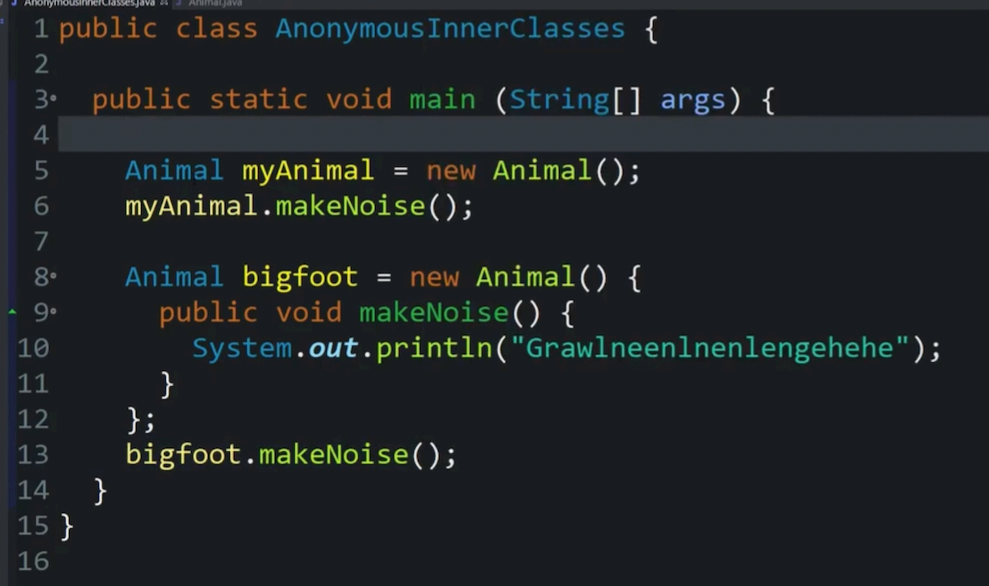 AnonymousInnerClasses.java Animal.java
1 public class AnonymousInnerClasses {
2
3 public static void main (String[] args) {
4
5 Animal myAnimal = new Animal();
6 myAnimal.makeNoise();
7
8 Animal bigfoot = new Animal() {
9 public void makeNoise() {
10 System.out.println("Grawlneenlnenlengehehe");
11 }
12 };
13 bigfoot.makeNoise();
14 }
15 }
16